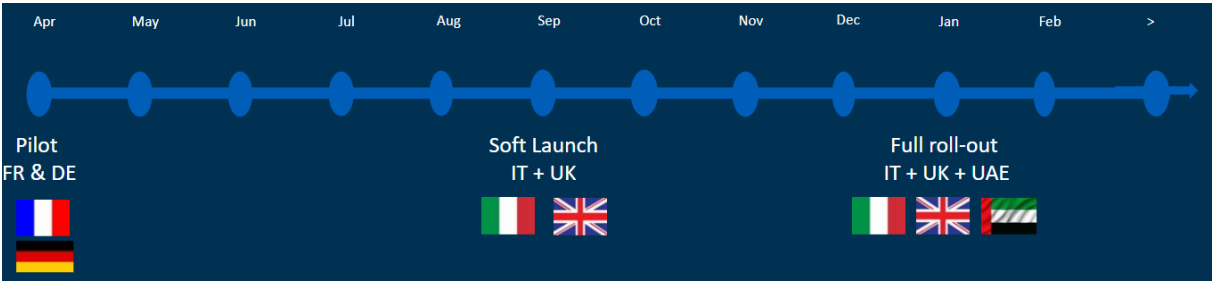 Apr May Jun Jul Aug Sep Oct Nov Dec Jan Feb >
Pilot
FR & DE
Soft Launch
IT + UK
Full roll-out
IT + UK + UAE